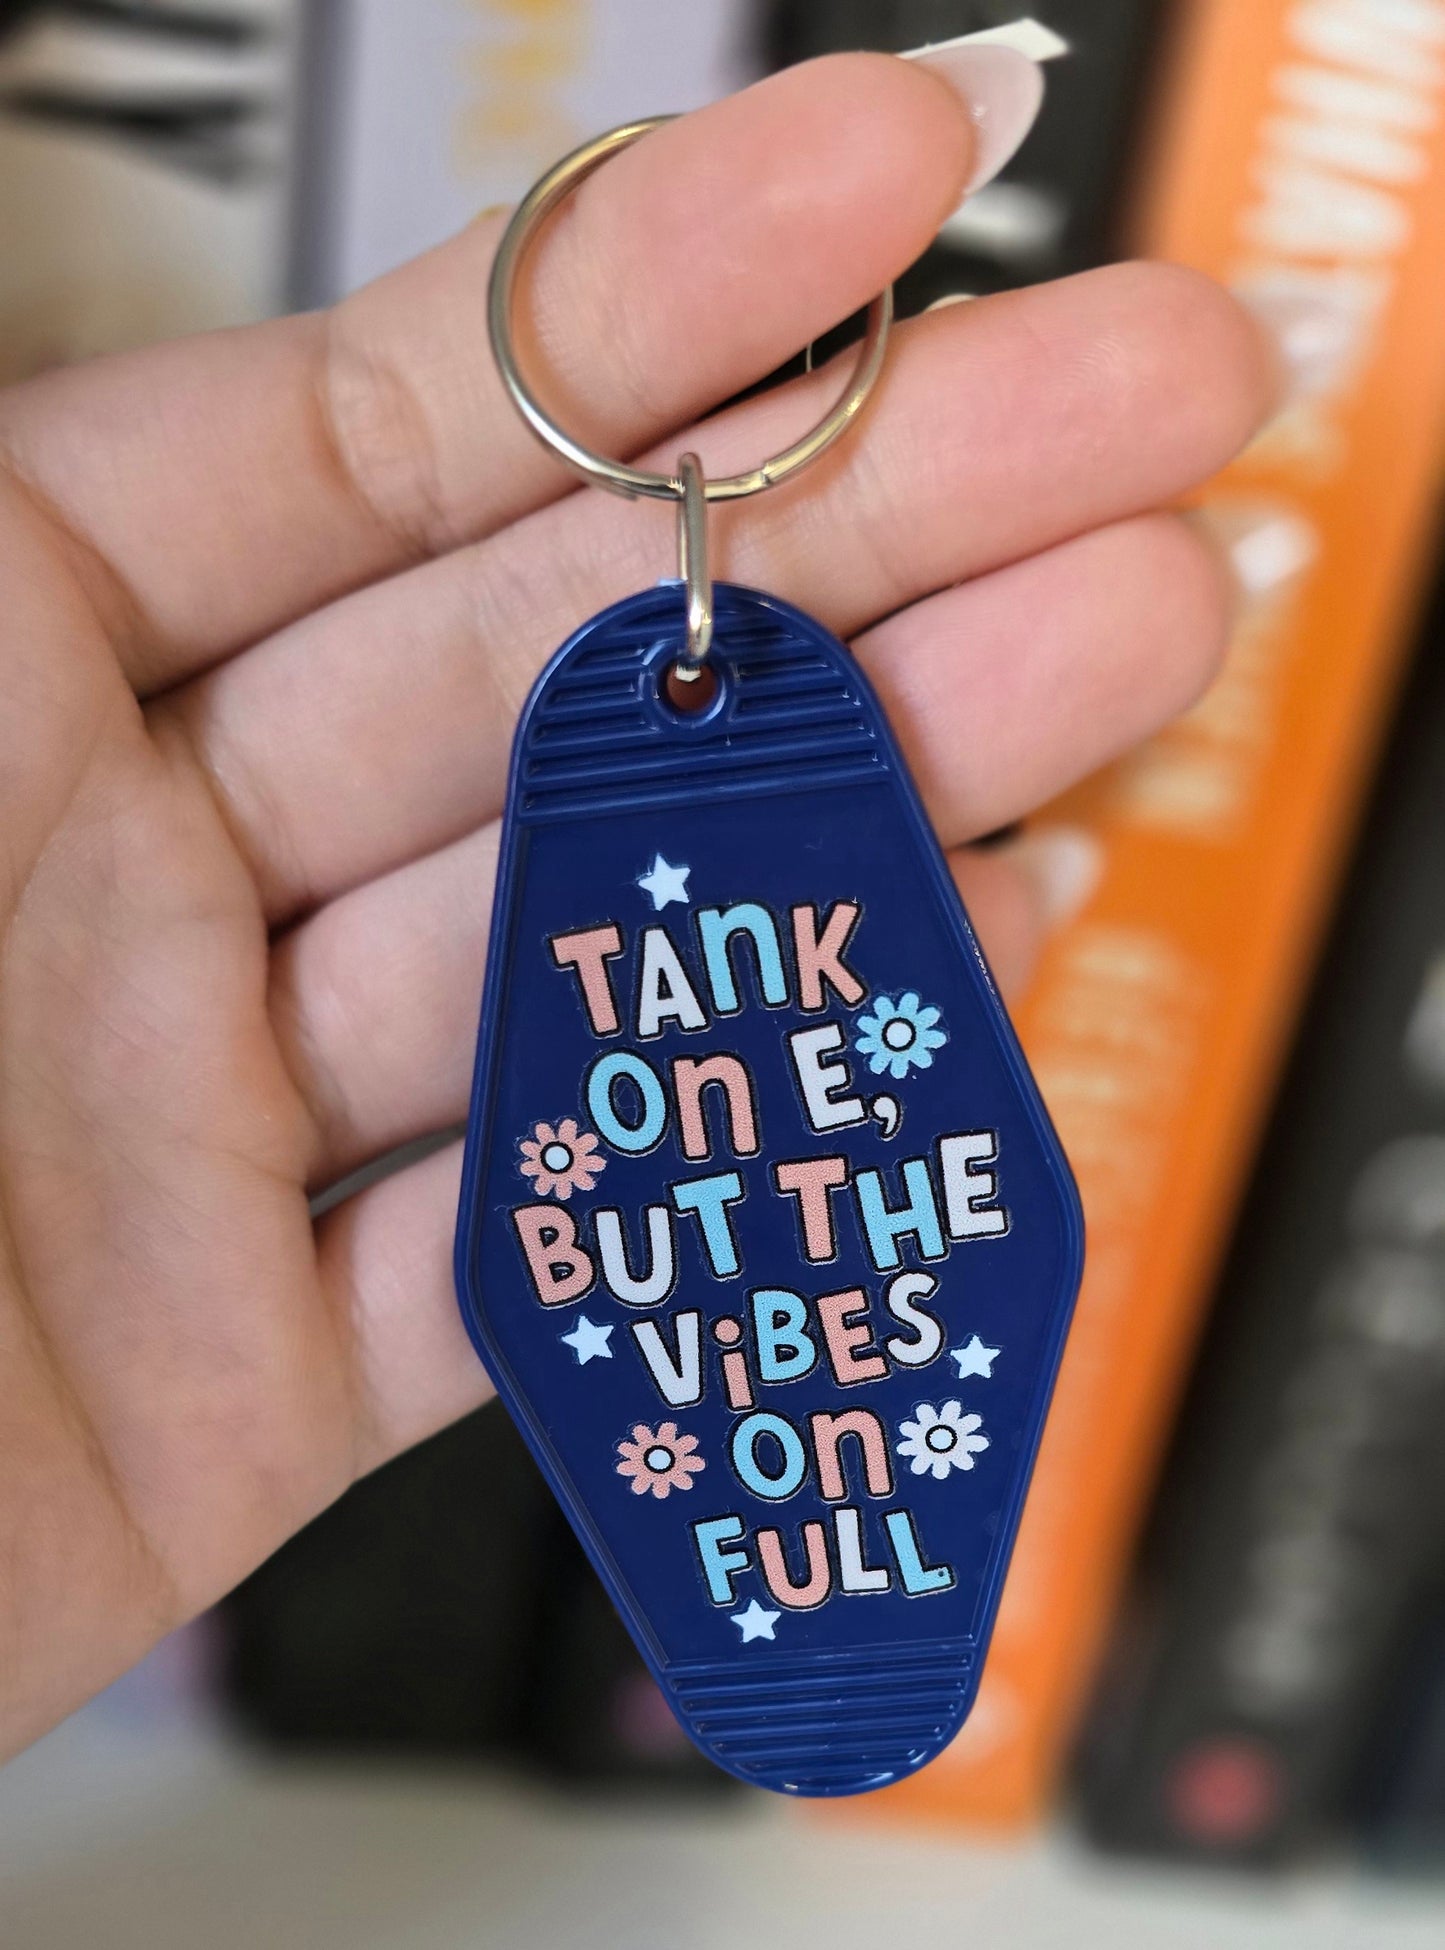 TAnK
On E,
BUT THE
ViBES
On
FULL